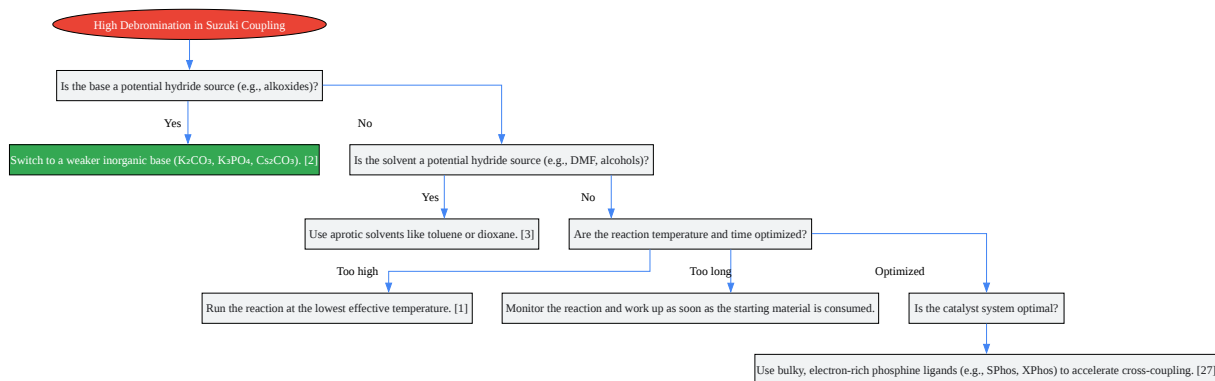 High Debromination in Suzuki Coupling
Is the base a potential hydride source (e.g., alkoxides)?
Yes
No
Switch to a weaker inorganic base (K₂CO₃, K₃PO₄, Cs₂CO₃). [2]
Is the solvent a potential hydride source (e.g., DMF, alcohols)?
Yes
No
Use aprotic solvents like toluene or dioxane. [3]
Are the reaction temperature and time optimized?
Too high
Too long
Optimized
Run the reaction at the lowest effective temperature. [1]
Monitor the reaction and work up as soon as the starting material is consumed.
Is the catalyst system optimal?
Use bulky, electron-rich phosphine ligands (e.g., SPhos, XPhos) to accelerate cross-coupling. [27]